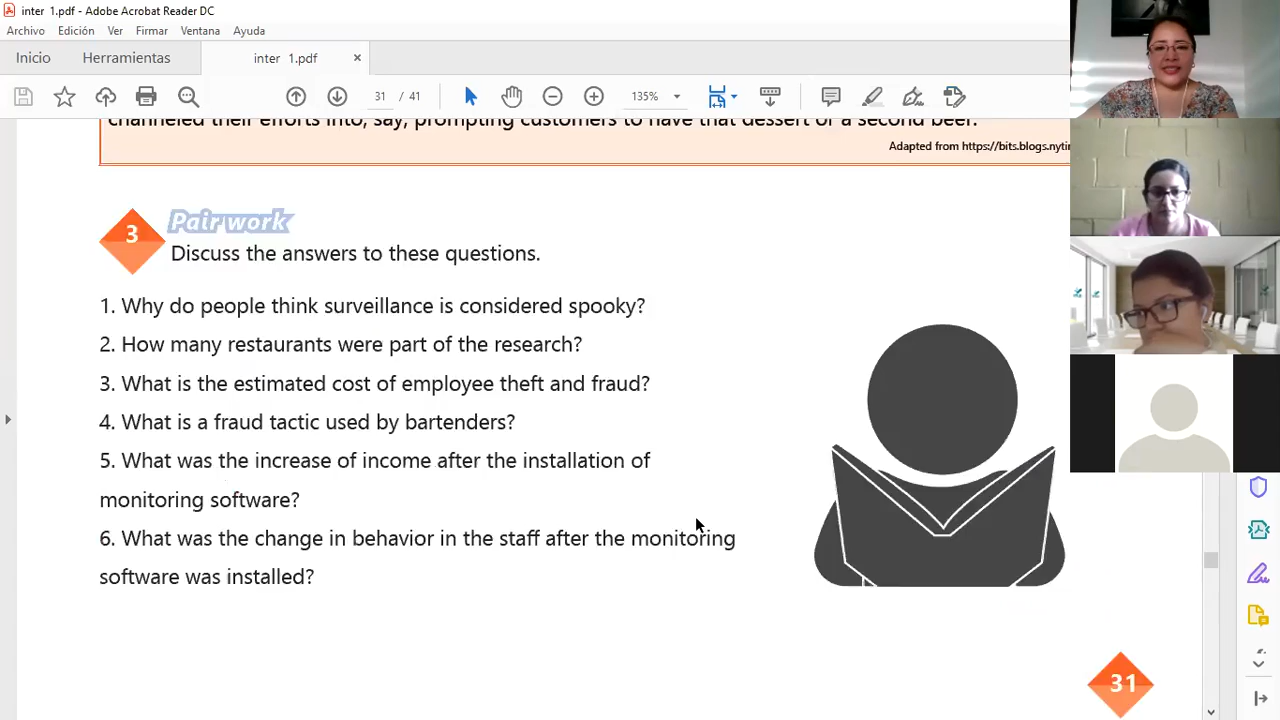 inter 1.pdf - Adobe Acrobat Reader DC
Archivo Edición Ver Firmar Ventana Ayuda
Inicio Herramientas inter 1.pdf ×
31 / 41 135%
channeled their efforts into, say, prompting customers to have that dessert or a second beer.
Adapted from https://bits.blogs.nytin
3 Pair work
Discuss the answers to these questions.
1. Why do people think surveillance is considered spooky?
2. How many restaurants were part of the research?
3. What is the estimated cost of employee theft and fraud?
4. What is a fraud tactic used by bartenders?
5. What was the increase of income after the installation of
monitoring software?
6. What was the change in behavior in the staff after the monitoring
software was installed?
31